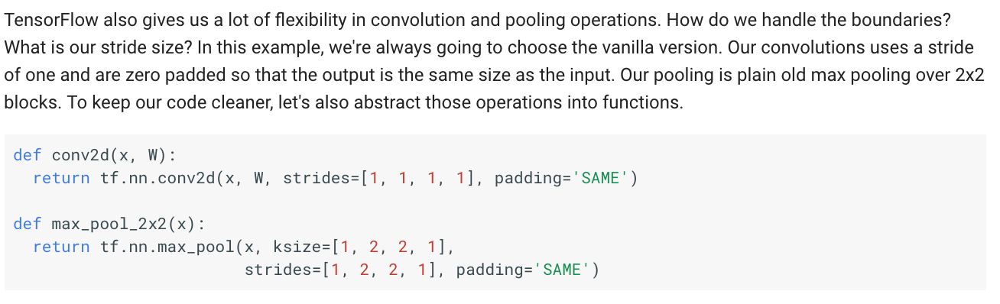 TensorFlow also gives us a lot of flexibility in convolution and pooling operations. How do we handle the boundaries?
What is our stride size? In this example, we're always going to choose the vanilla version. Our convolutions uses a stride
of one and are zero padded so that the output is the same size as the input. Our pooling is plain old max pooling over 2x2
blocks. To keep our code cleaner, let's also abstract those operations into functions.
def conv2d(x, W):
  return tf.nn.conv2d(x, W, strides=[1, 1, 1, 1], padding='SAME')
def max_pool_2x2(x):
  return tf.nn.max_pool(x, ksize=[1, 2, 2, 1],
                        strides=[1, 2, 2, 1], padding='SAME')